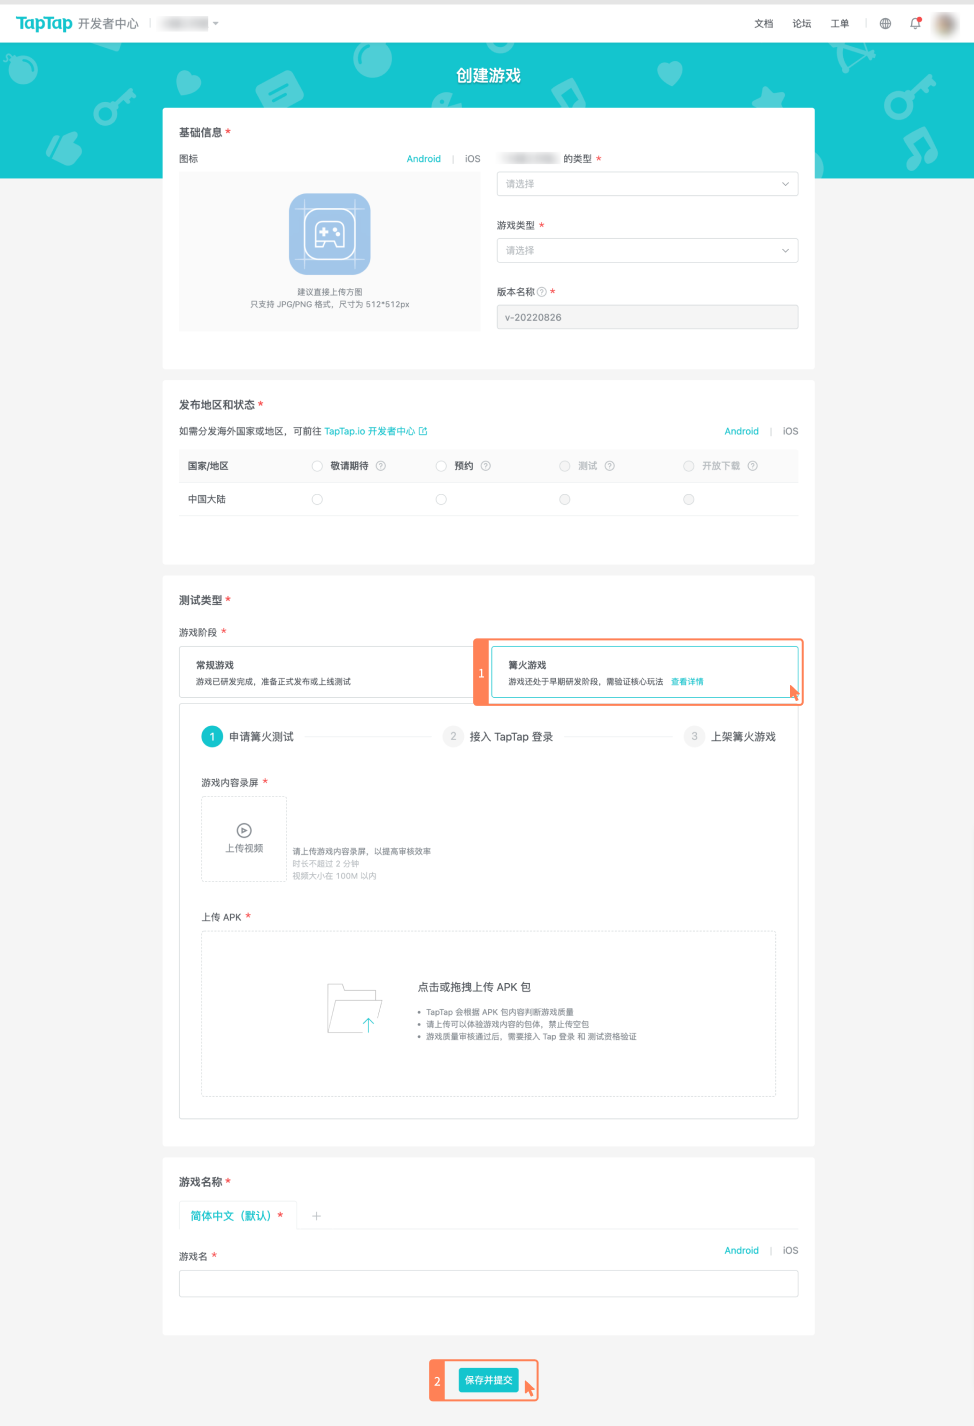 TapTap 开发者中心
文档 论坛 工单
创建游戏
基础信息 *
图标 Android | iOS
建议直接上传方图
只支持 JPG/PNG 格式，尺寸为 512*512px
的类型 *
请选择
游戏类型 *
请选择
版本名称 ? *
v-20220826
发布地区和状态 *
如需分发海外国家或地区，可前往 TapTap.io 开发者中心
Android | iOS
国家/地区 敬请期待 ? 预约 ? 测试 ? 开放下载 ?
中国大陆
测试类型 *
游戏阶段 *
常规游戏
游戏已研发完成，准备正式发布或上线测试
1
篝火游戏
游戏还处于早期研发阶段，需验证核心玩法 查看详情
1 申请篝火测试 2 接入 TapTap 登录 3 上架篝火游戏
游戏内容录屏 *
上传视频
请上传游戏内容录屏，以提高审核效率
时长不超过 2 分钟
视频大小在 100M 以内
上传 APK *
点击或拖拽上传 APK 包
• TapTap 会根据 APK 包内容判断游戏质量
• 请上传可以体验游戏内容的包体，禁止传空包
• 游戏质量审核通过后，需要接入 Tap 登录 和 测试资格验证
游戏名称 *
简体中文（默认） * +
游戏名 *
Android | iOS
2 保存并提交